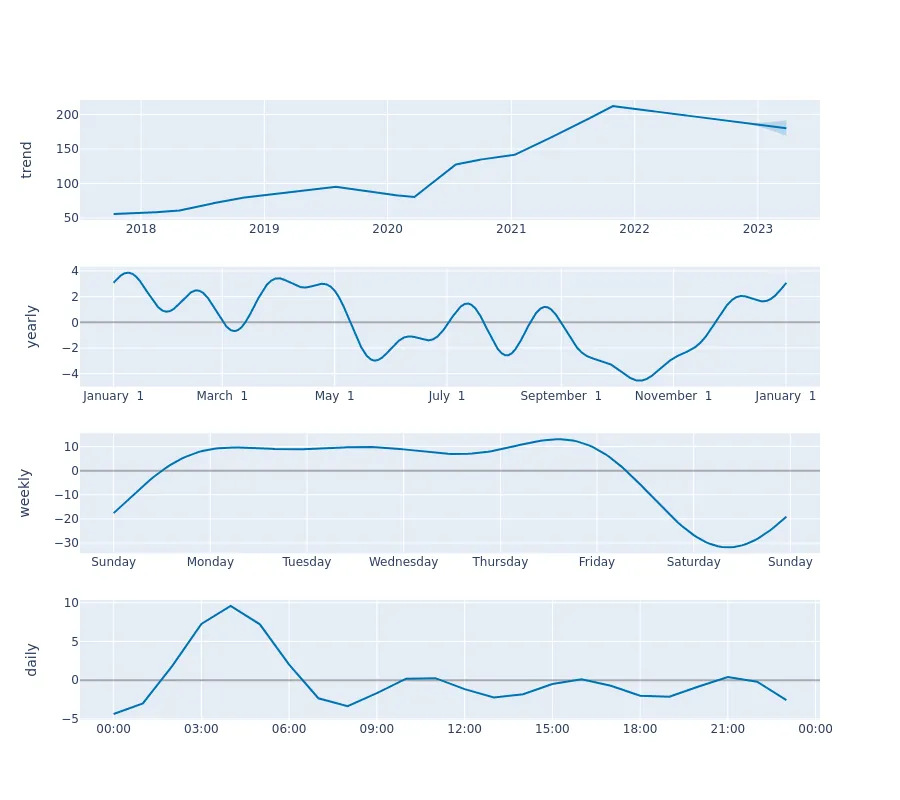 trend
200
150
100
50
2018 2019 2020 2021 2022 2023
yearly
4
2
0
−2
−4
January 1 March 1 May 1 July 1 September 1 November 1 January 1
weekly
10
0
−10
−20
−30
Sunday Monday Tuesday Wednesday Thursday Friday Saturday Sunday
daily
10
5
0
−5
00:00 03:00 06:00 09:00 12:00 15:00 18:00 21:00 00:00